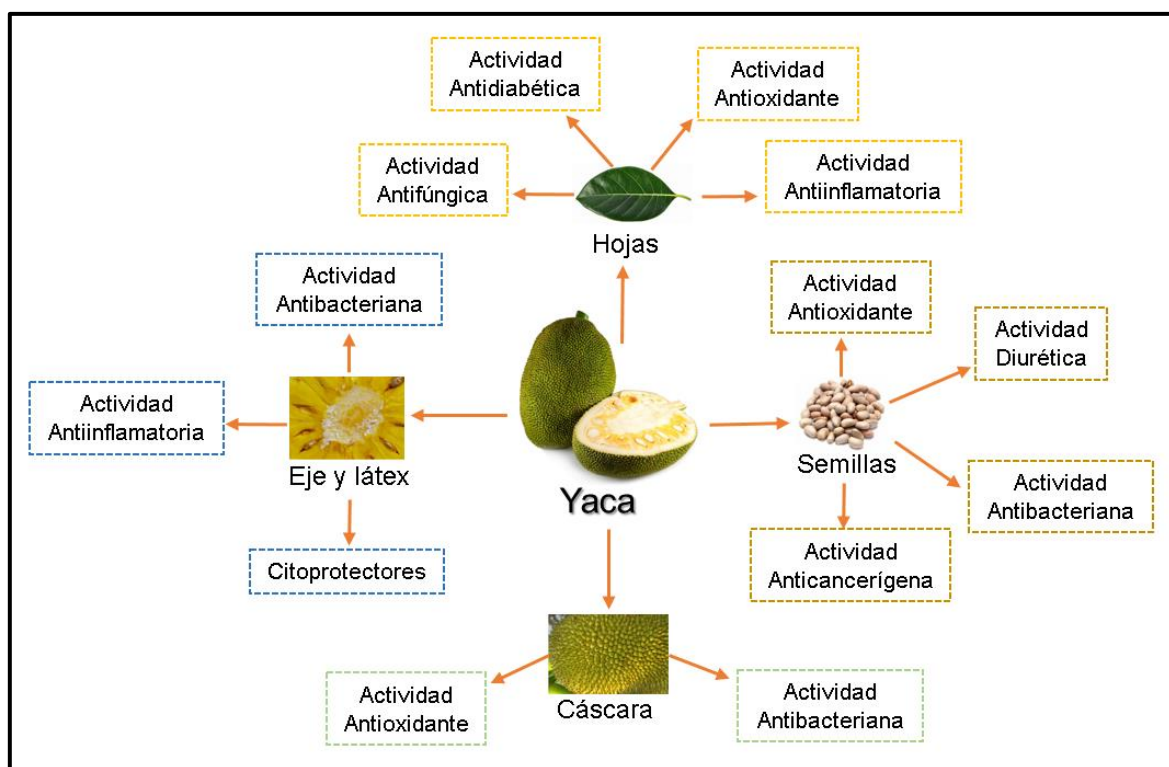 Actividad
Antidiabética
Actividad
Antioxidante
Actividad
Antifúngica
Actividad
Antiinflamatoria
Hojas
Actividad
Antibacteriana
Actividad
Antioxidante
Actividad
Diurética
Actividad
Antiinflamatoria
Eje y látex
Yaca
Semillas
Actividad
Antibacteriana
Citoprotectores
Actividad
Anticancerígena
Actividad
Antioxidante
Cáscara
Actividad
Antibacteriana